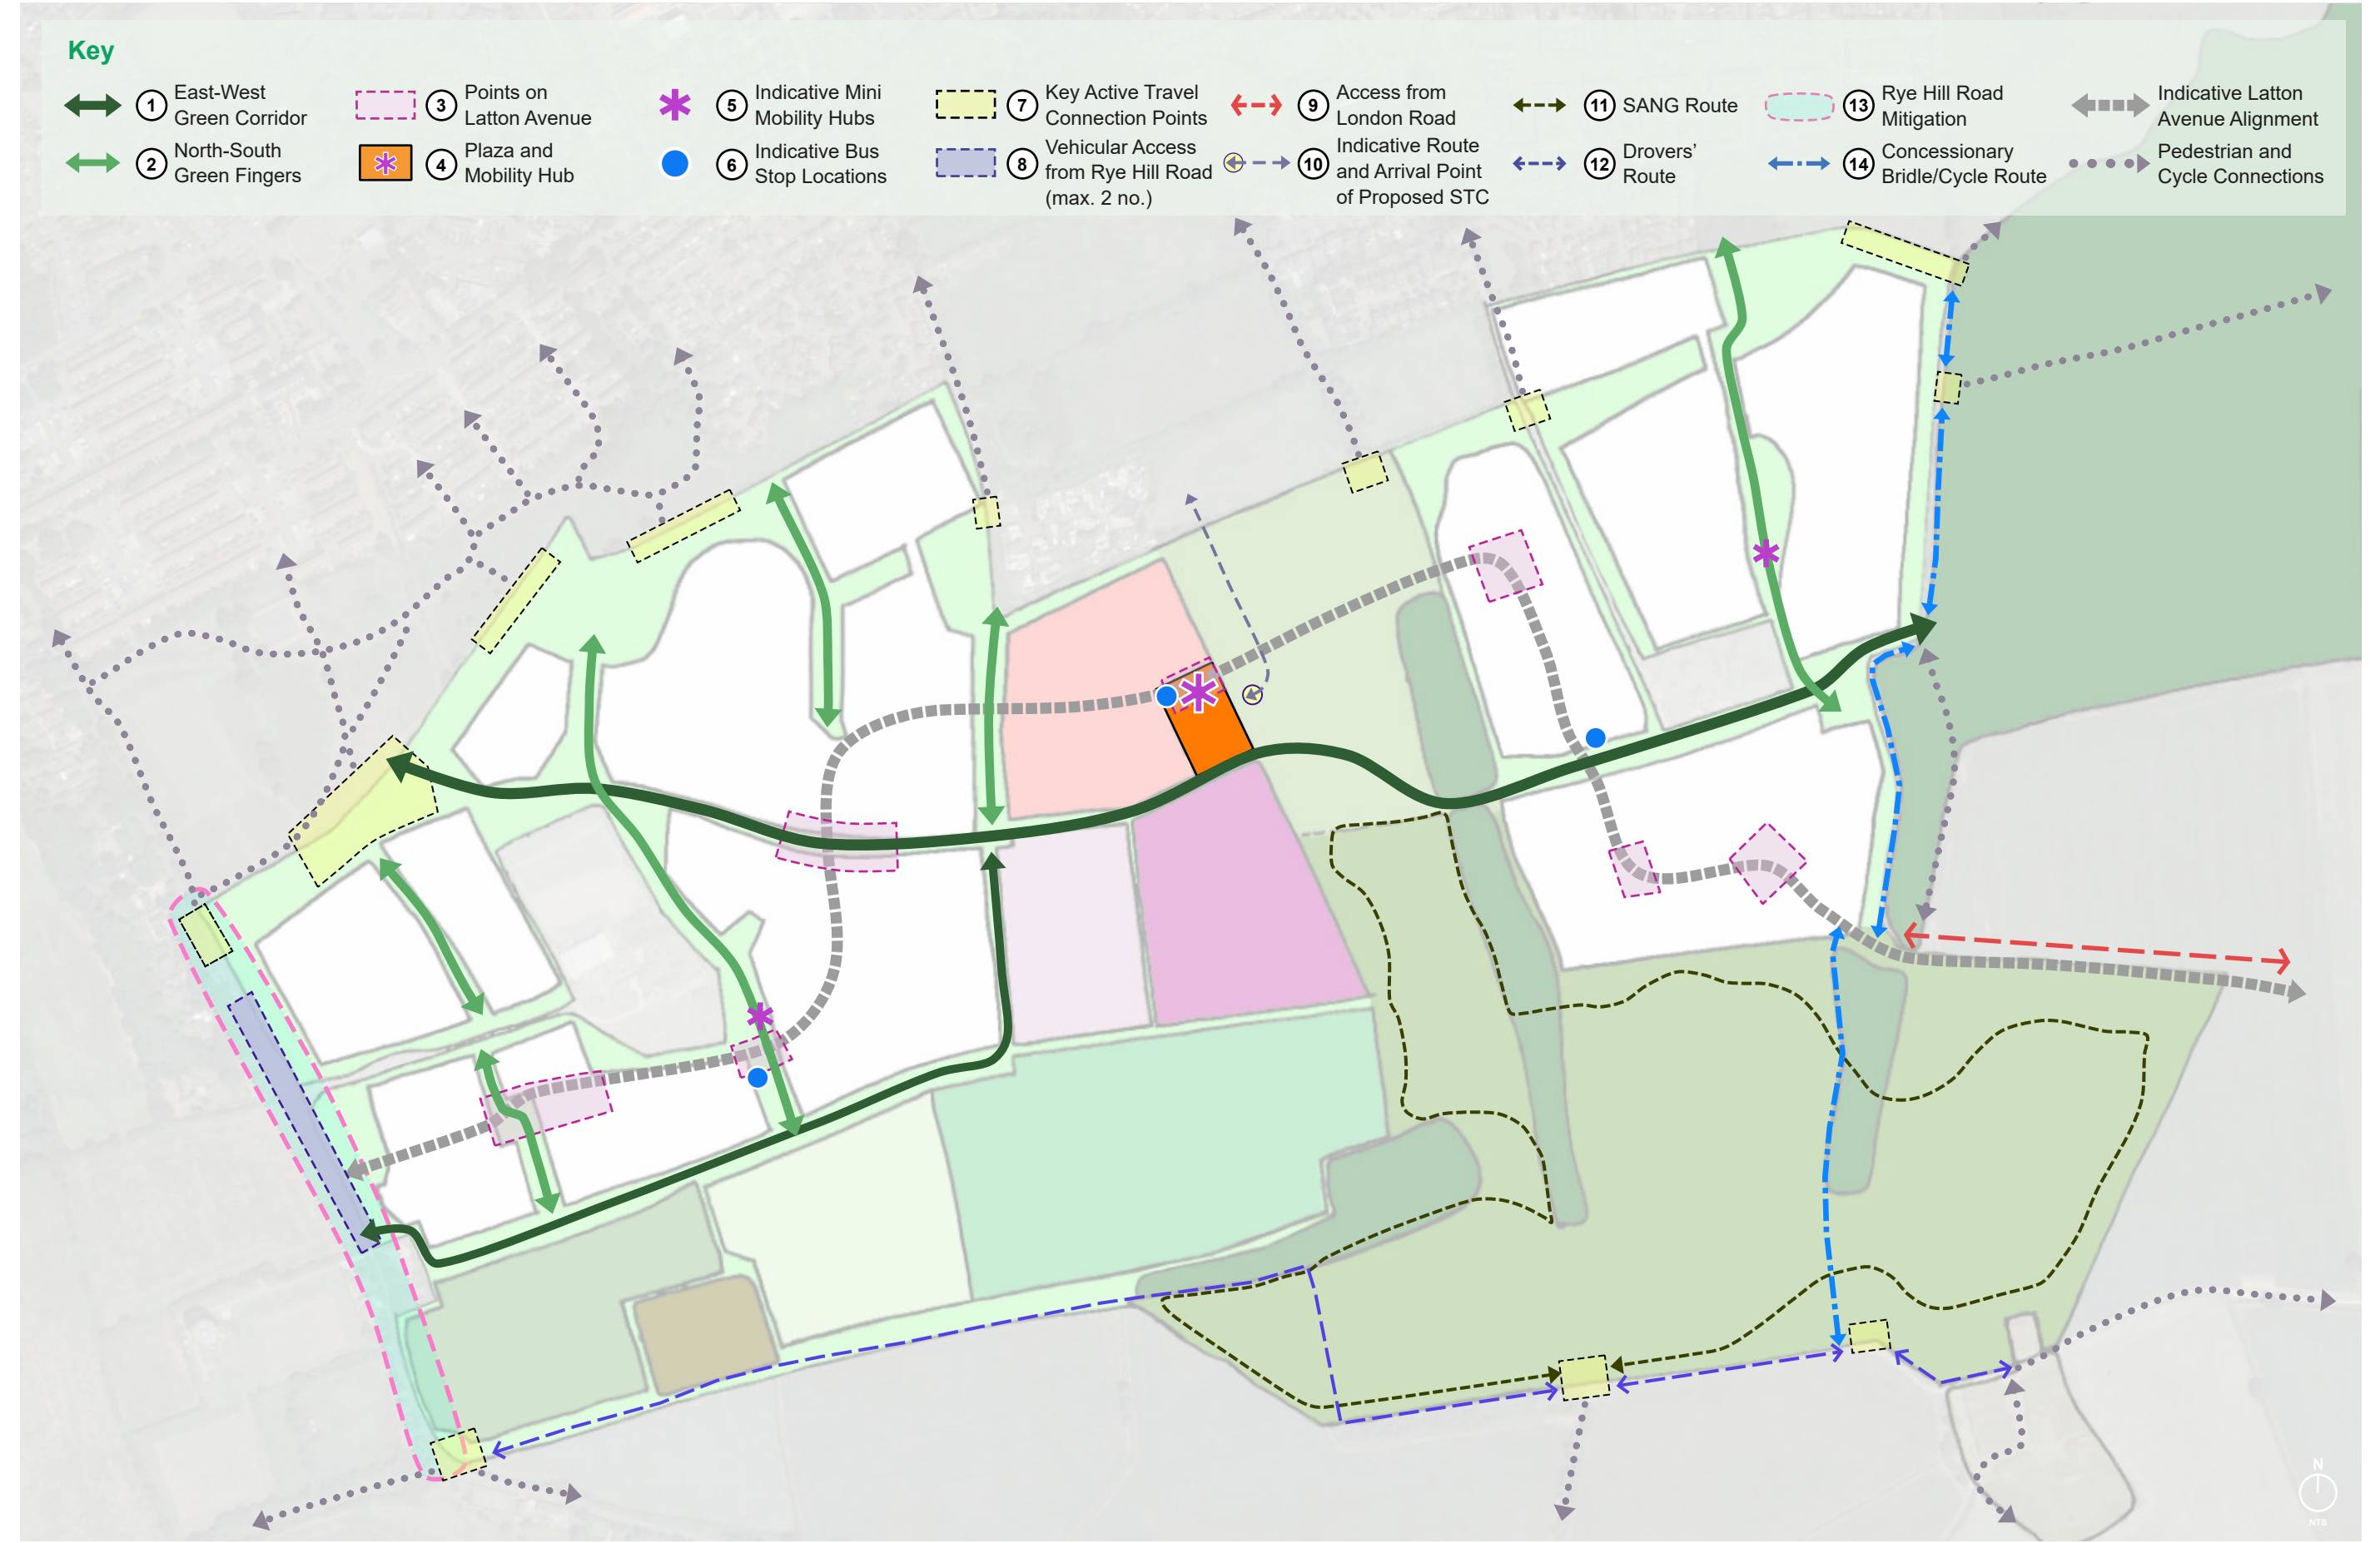 Key
1 East-West
Green Corridor
2 North-South
Green Fingers
3 Points on
Latton Avenue
4 Plaza and
Mobility Hub
5 Indicative Mini
Mobility Hubs
6 Indicative Bus
Stop Locations
7 Key Active Travel
Connection Points
8 Vehicular Access
from Rye Hill Road
(max. 2 no.)
9 Access from
London Road
10 Indicative Route
and Arrival Point
of Proposed STC
11 SANG Route
12 Drovers’
Route
13 Rye Hill Road
Mitigation
14 Concessionary
Bridle/Cycle Route
Indicative Latton
Avenue Alignment
Pedestrian and
Cycle Connections
N
NTS